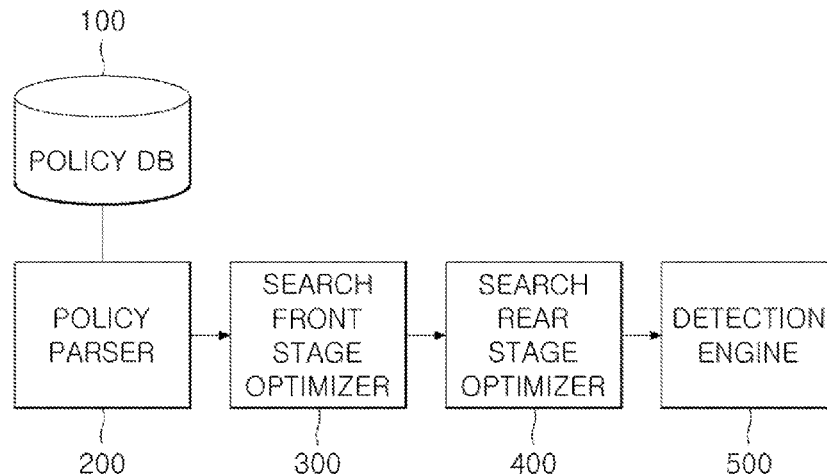 100
POLICY DB
POLICY
PARSER
SEARCH
FRONT
STAGE
OPTIMIZER
SEARCH
REAR
STAGE
OPTIMIZER
DETECTION
ENGINE
200
300
400
500